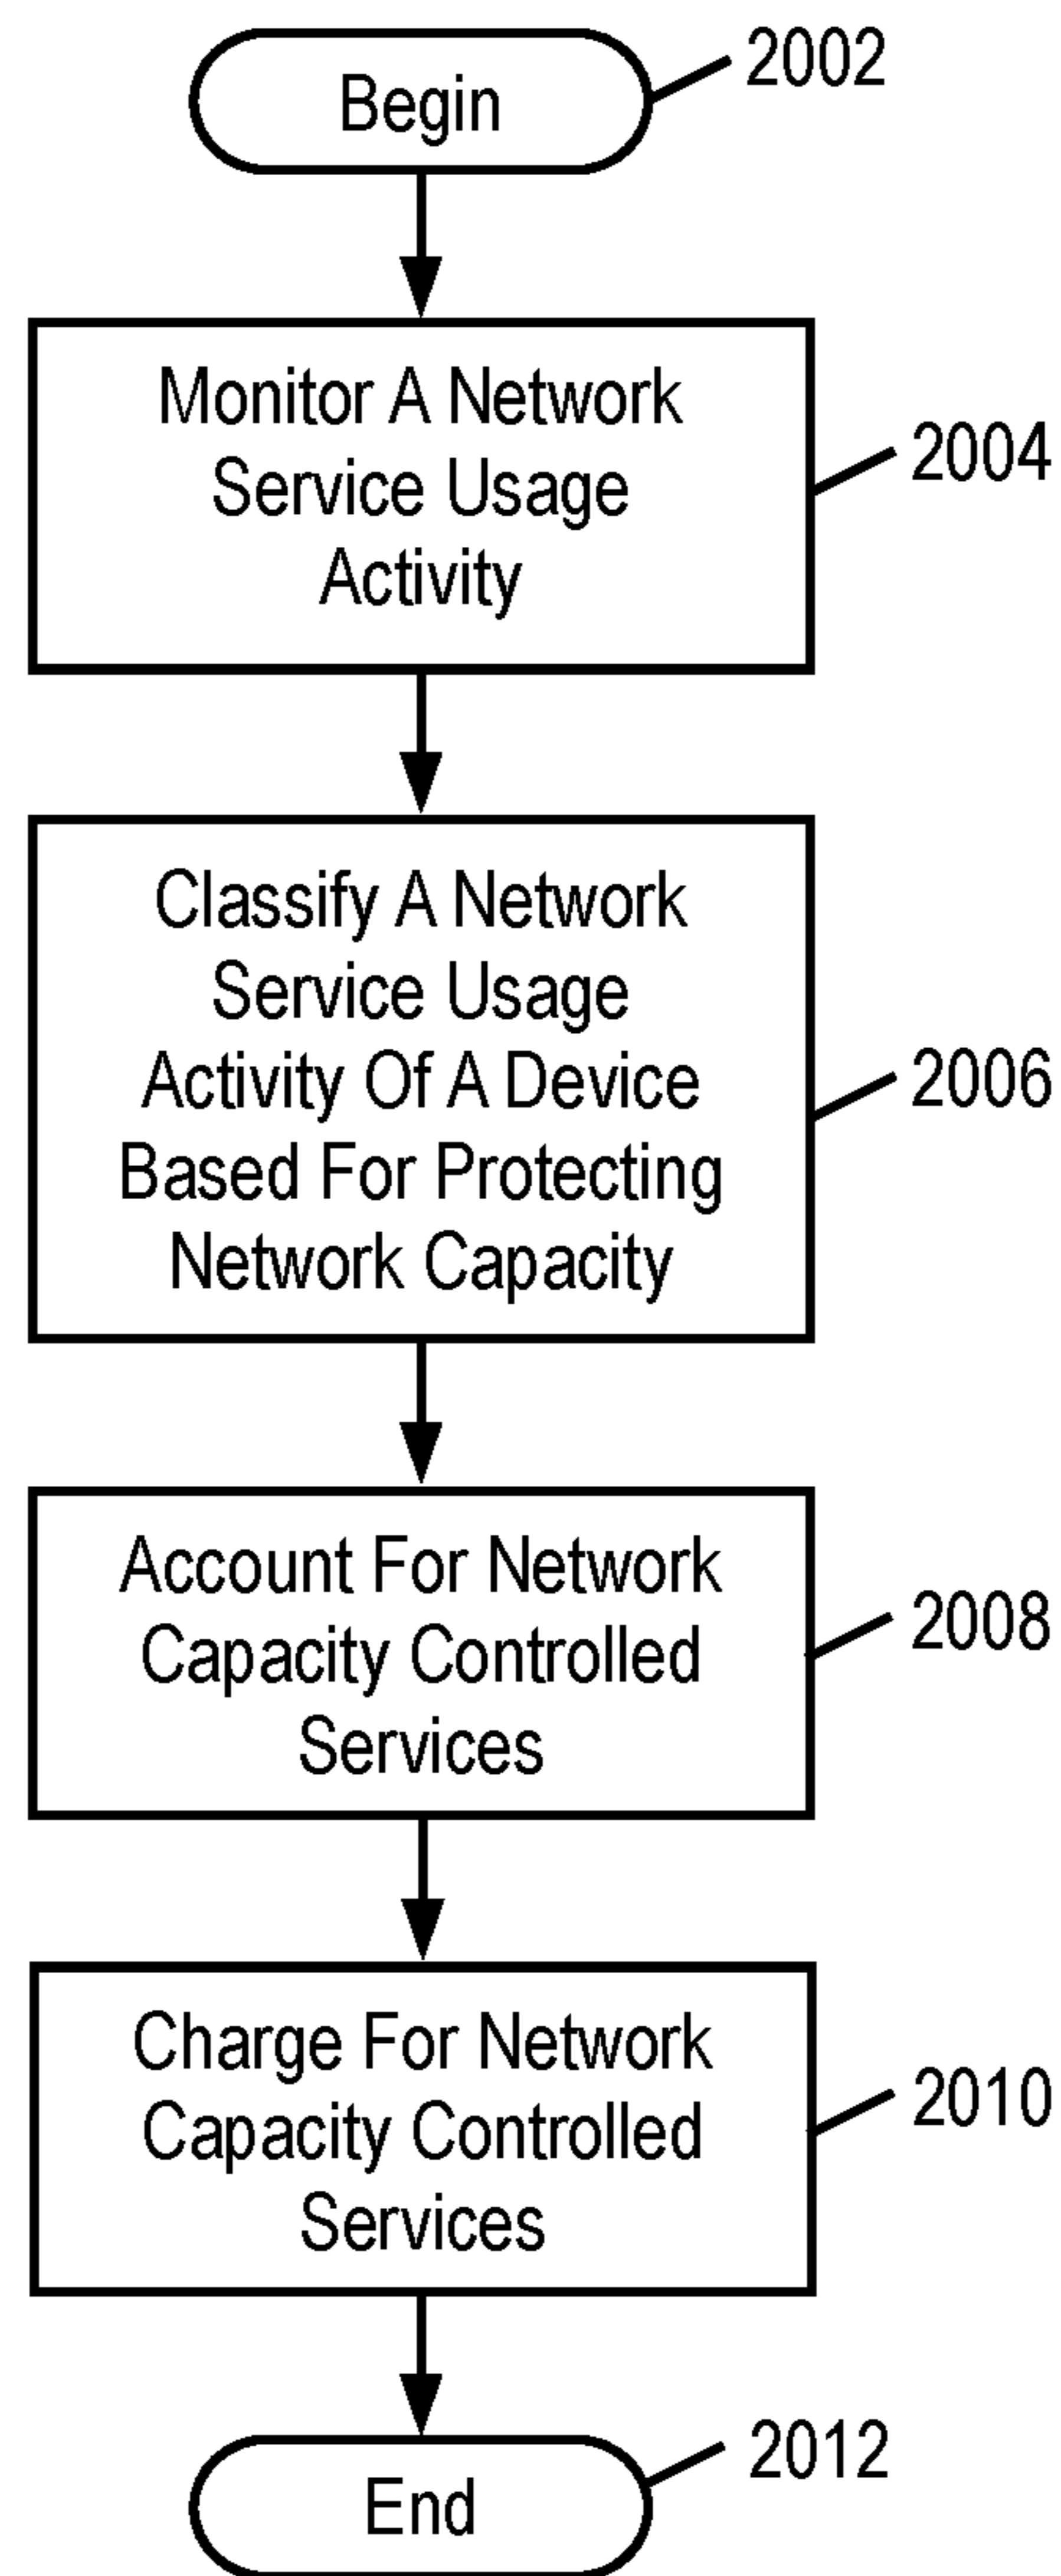 Begin
2002
Monitor A Network
Service Usage
Activity
2004
Classify A Network
Service Usage
Activity Of A Device
Based For Protecting
Network Capacity
2006
Account For Network
Capacity Controlled
Services
2008
Charge For Network
Capacity Controlled
Services
2010
End
2012